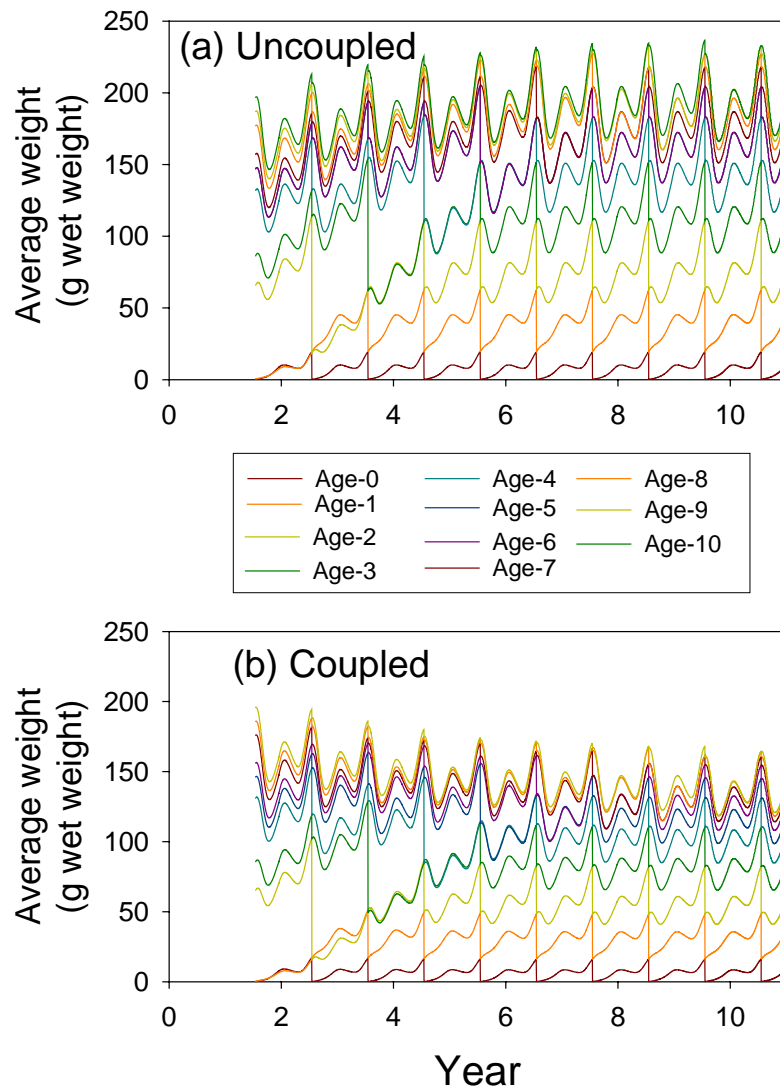 (a) Uncoupled
Average weight
(g wet weight)
250
200
150
100
50
0
0 2 4 6 8 10
Age-0 Age-4 Age-8
Age-1 Age-5 Age-9
Age-2 Age-6 Age-10
Age-3 Age-7
(b) Coupled
Average weight
(g wet weight)
250
200
150
100
50
0
0 2 4 6 8 10
Year